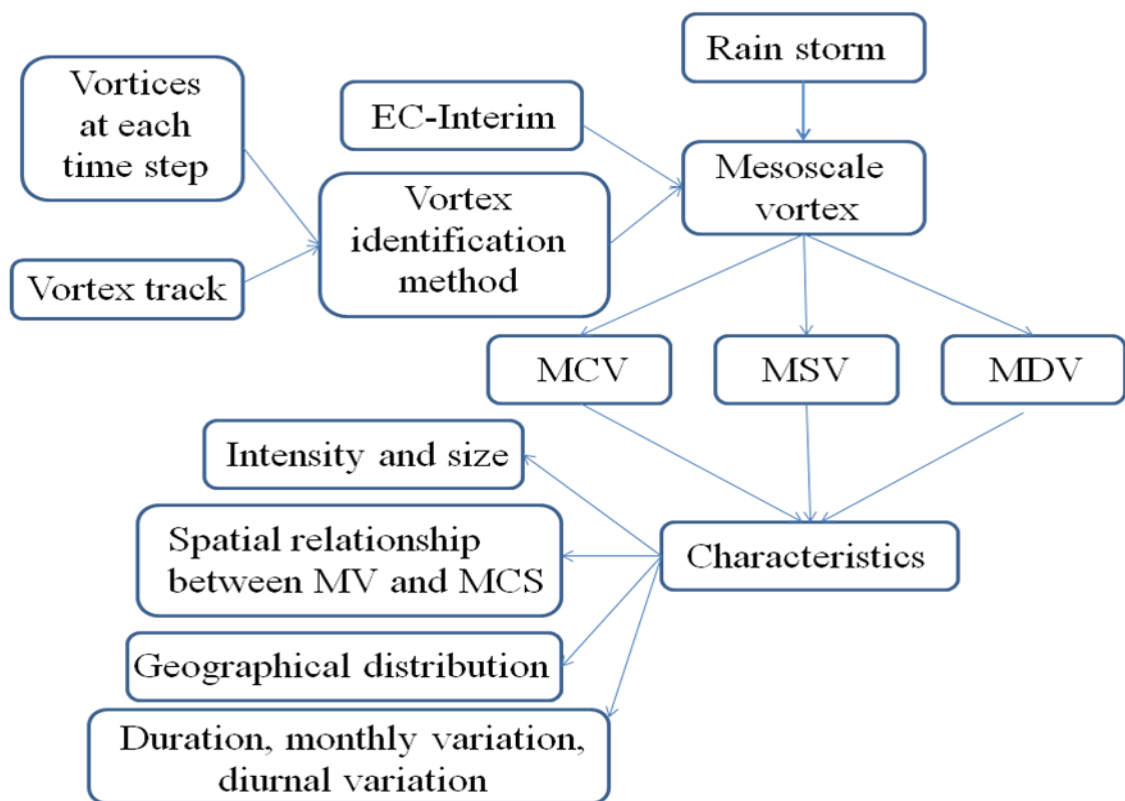 Rain storm
Vortices
at each
time step
EC-Interim
Mesoscale
vortex
Vortex
identification
method
Vortex track
MCV
MSV
MDV
Intensity and size
Spatial relationship
between MV and MCS
Characteristics
Geographical distribution
Duration, monthly variation,
diurnal variation